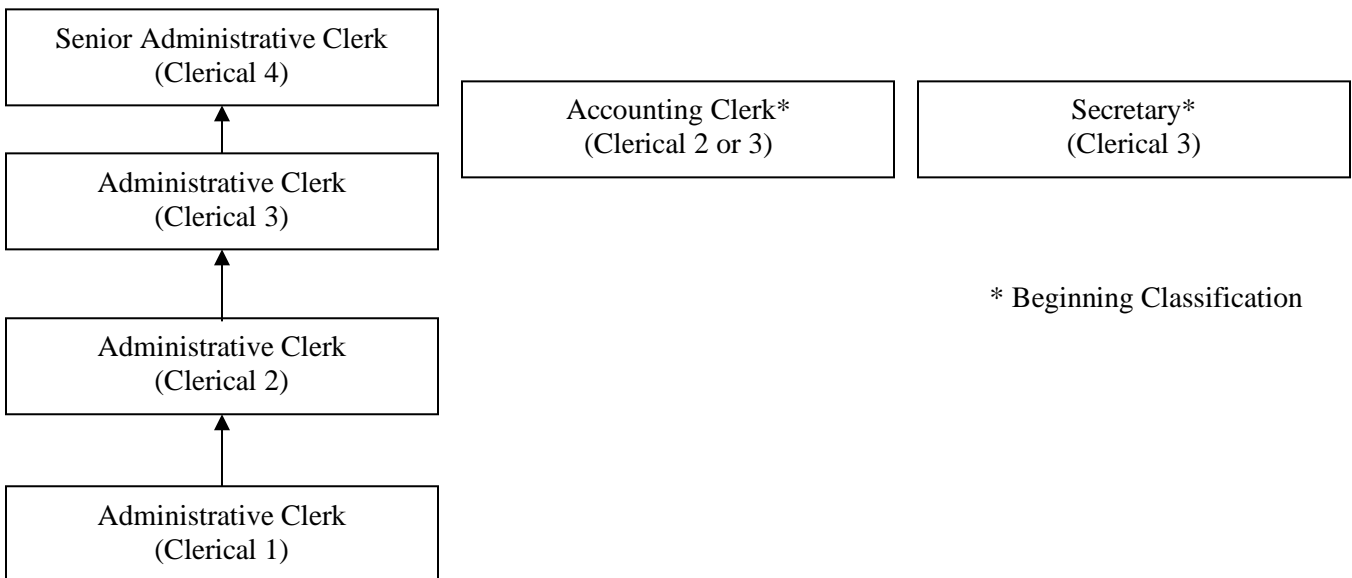 Senior Administrative Clerk
(Clerical 4)
Accounting Clerk*
(Clerical 2 or 3)
Secretary*
(Clerical 3)
Administrative Clerk
(Clerical 3)
* Beginning Classification
Administrative Clerk
(Clerical 2)
Administrative Clerk
(Clerical 1)